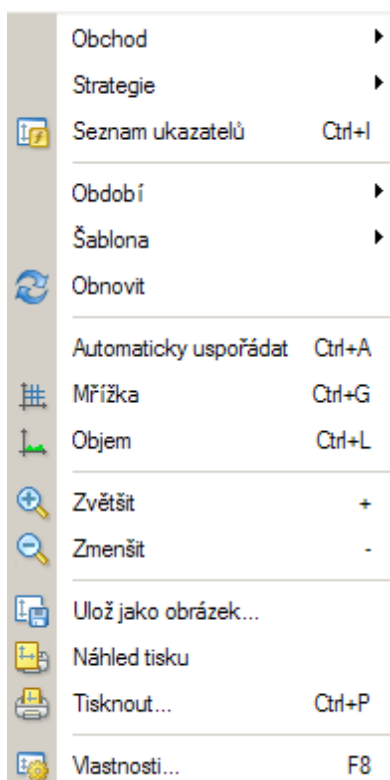 Obchod
Strategie
Seznam ukazatelů Ctrl+I
Období
Šablona
Obnovit
Automaticky uspořádat Ctrl+A
Mřížka Ctrl+G
Objem Ctrl+L
Zvětšit +
Zmenšit -
Ulož jako obrázek...
Náhled tisku
Tisknout... Ctrl+P
Vlastnosti... F8